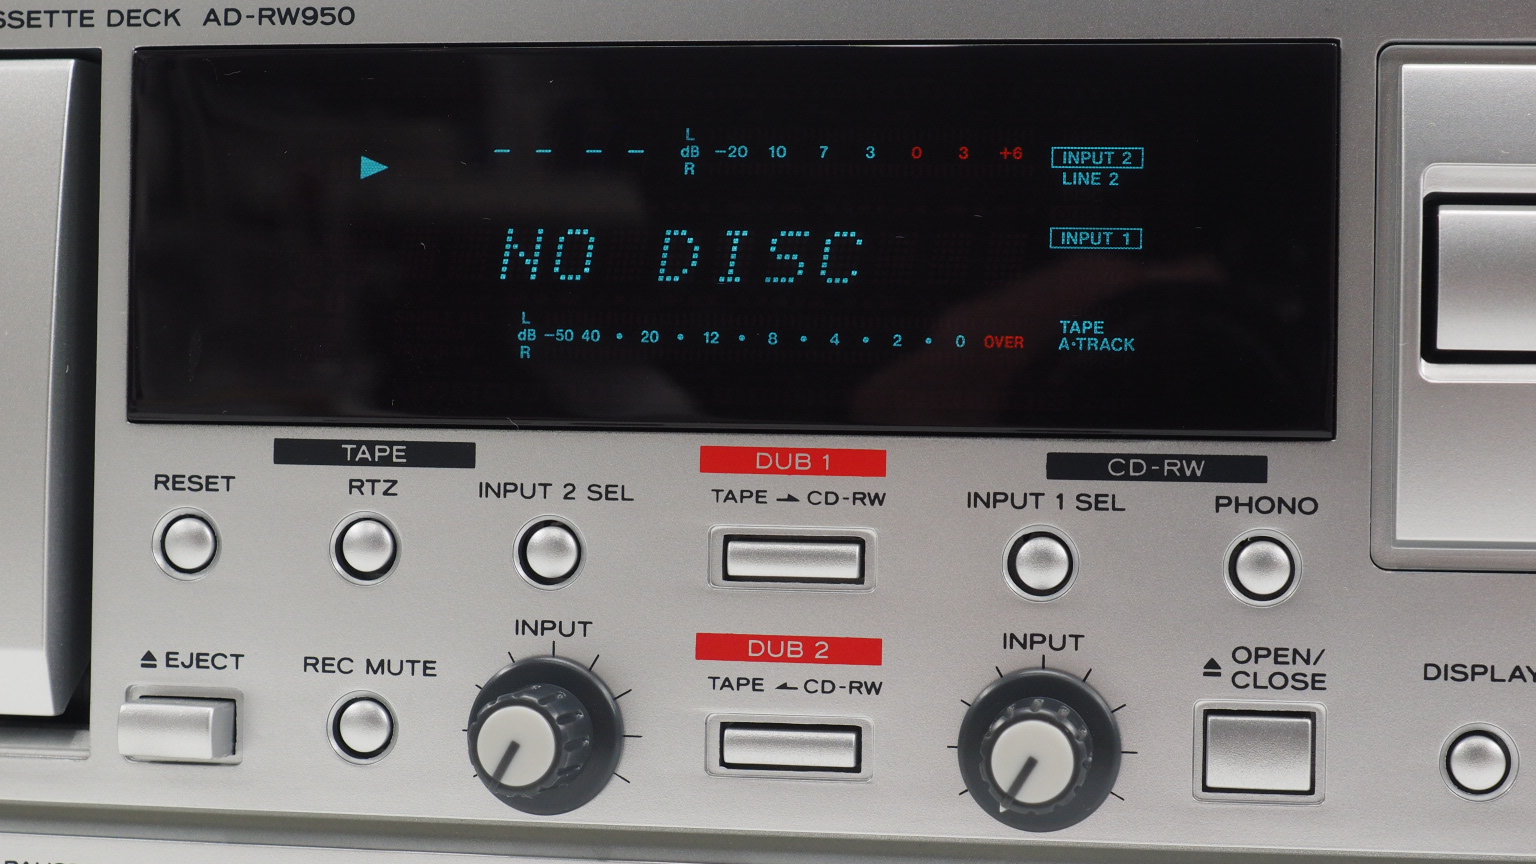 SSETTE DECK AD-RW950
L
dB -20 10 7 3 0 3 +6
R
INPUT 2
LINE 2
NO DISC
INPUT 1
L
dB -50 40 • 20 • 12 • 8 • 4 • 2 • 0 OVER
R
TAPE
A•TRACK
TAPE
DUB 1
CD-RW
RESET
RTZ
INPUT 2 SEL
TAPE → CD-RW
INPUT 1 SEL
PHONO
INPUT
DUB 2
INPUT
EJECT
REC MUTE
TAPE ← CD-RW
OPEN/
CLOSE
DISPLAY